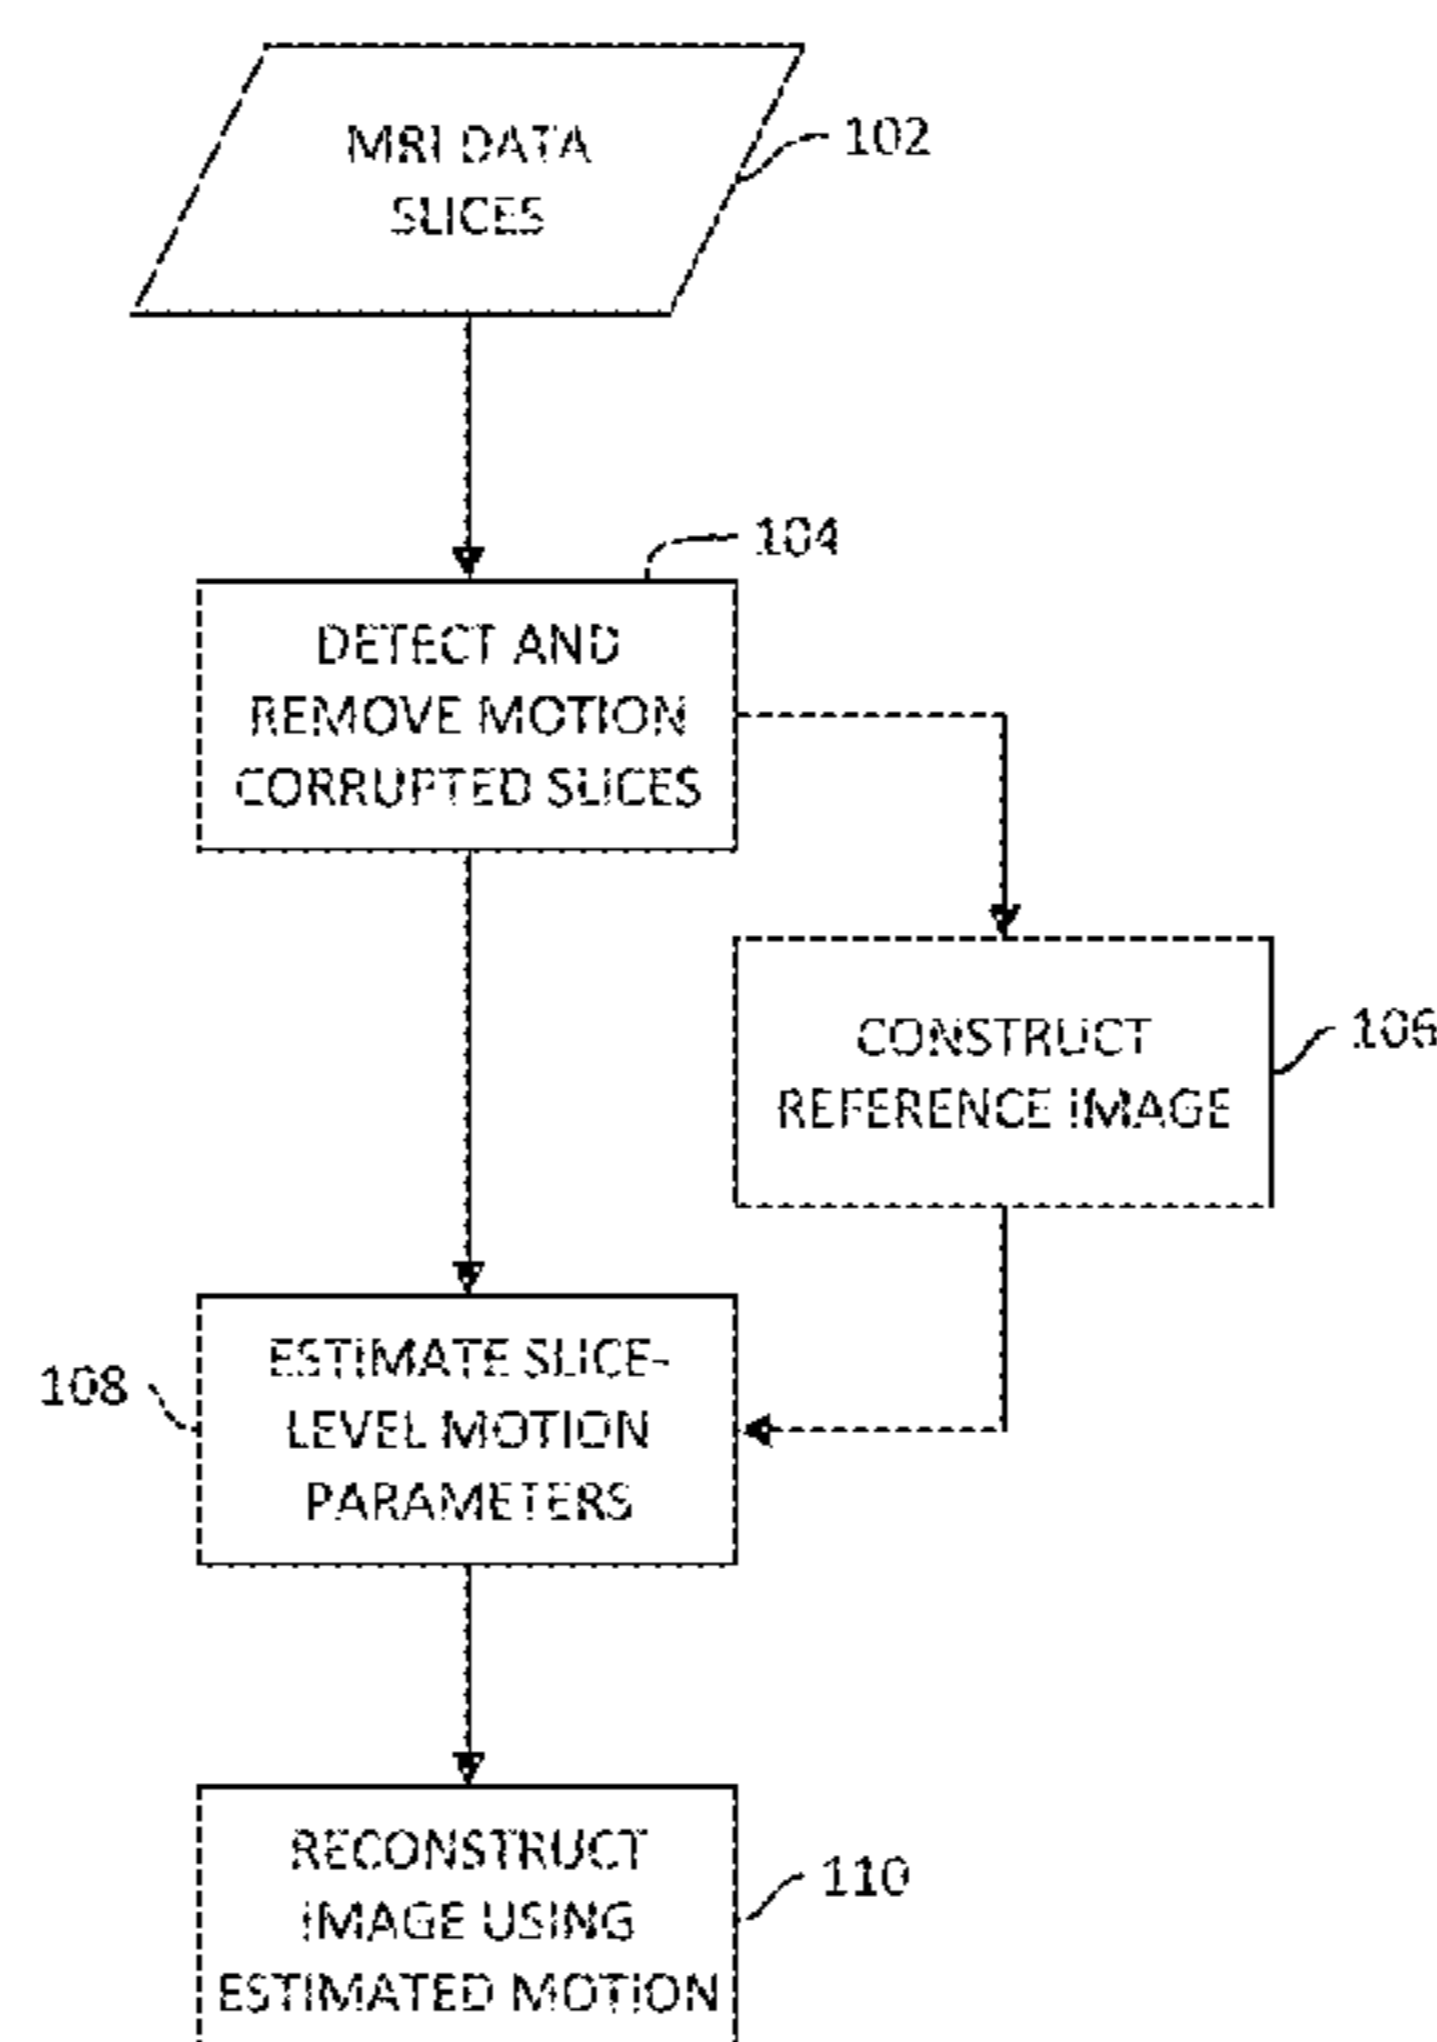 MRI DATA
SLICES
102
104
DETECT AND
REMOVE MOTION
CORRUPTED SLICES
CONSTRUCT
REFERENCE IMAGE
106
108
ESTIMATE SLICE-
LEVEL MOTION
PARAMETERS
RECONSTRUCT
IMAGE USING
ESTIMATED MOTION
110